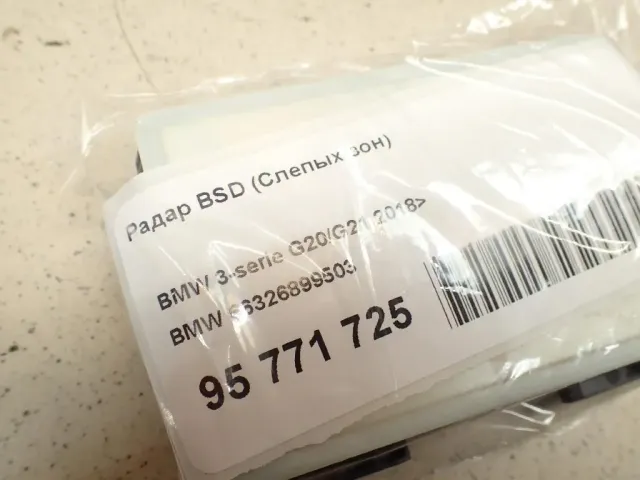 Радар BSD (Слепых зон)
BMW 3-serie G20/G21 2018>
BMW 66326899503
95 771 725